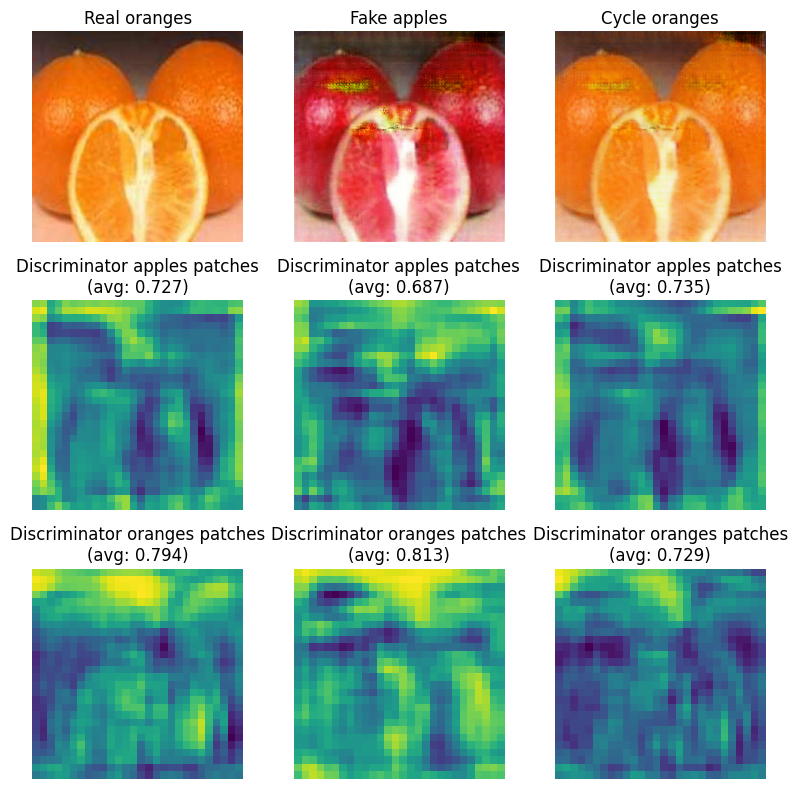 Real oranges
Fake apples
Cycle oranges
Discriminator apples patches
(avg: 0.727)
Discriminator apples patches
(avg: 0.687)
Discriminator apples patches
(avg: 0.735)
Discriminator oranges patches
(avg: 0.794)
Discriminator oranges patches
(avg: 0.813)
Discriminator oranges patches
(avg: 0.729)